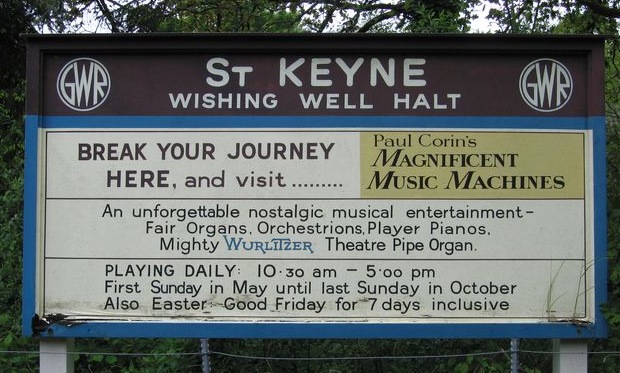 GWR St KEYNE GWR
WISHING WELL HALT
BREAK YOUR JOURNEY
HERE, and visit .........
Paul Corin's
MAGNIFICENT
MUSIC MACHINES
An unforgettable nostalgic musical entertainment-
Fair Organs, Orchestrions, Player Pianos,
Mighty WURLITZER Theatre Pipe Organ.
PLAYING DAILY: 10·30 am - 5·00 pm
First Sunday in May until last Sunday in October
Also Easter: Good Friday for 7 days inclusive